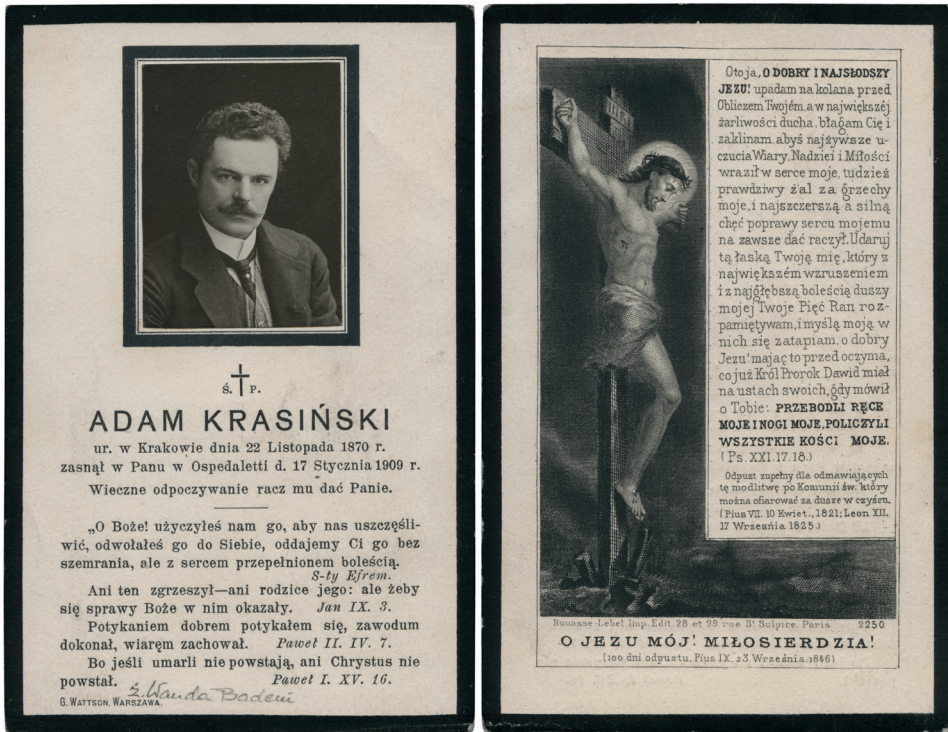 Ś. P.
ADAM KRASIŃSKI
ur. w Krakowie dnia 22 Listopada 1870 r.
zasnął w Panu w Ospedaletti d. 17 Stycznia 1909 r.
Wieczne odpoczywanie racz mu dać Panie.
„O Boże! użyczyłeś nam go, aby nas uszczęśli-
wić, odwołałeś go do Siebie, oddajemy Ci go bez
szemrania, ale z sercem przepełnionem boleścią.
S-ty Efrem.
Ani ten zgrzeszył—ani rodzice jego: ale żeby
się sprawy Boże w nim okazały. Jan IX. 3.
Potykaniem dobrem potykałem się, zawodum
dokonał, wiaręm zachował. Paweł II. IV. 7.
Bo jeśli umarli nie powstają, ani Chrystus nie
powstał. Paweł I. XV. 16.
ż. Wanda Badeni
G. WATTSON, WARSZAWA.
Oto ja, O DOBRY I NAJSŁODSZY
JEZU! upadam na kolana przed
Obliczem Twojém, a w największéj
żarliwości ducha, błagam Cię i
zaklinam, abyś najżywsze u-
czucia Wiary, Nadziei i Miłości
wraził w serce moje, tudzież
prawdziwy żal za grzechy
moje, i najszczerszą a silną
chęć poprawy sercu mojemu
na zawsze dać raczył. Udaruj
tą łaską Twoją mię, który z
największém wzruszeniem
i z najgłębszą boleścią duszy
mojej Twoje Pięć Ran roz-
pamiętywam, i myślą moją w
nich się zatapiam, o dobry
Jezu! mając to przed oczyma,
co już Król Prorok Dawid miał
na ustach swoich, gdy mówił
o Tobie: PRZEBODLI RĘCE
MOJE I NOGI MOJE, POLICZYLI
WSZYSTKIE KOŚCI MOJE.
(Ps. XXI. 17. 18.)
Odpust zupełny dla odmawiających
tę modlitwę po Komunii św. który
można ofiarować za dusze w czyścu.
(Pius VII. 10 Kwiet., 1821; Leon XII.
17 Września 1825.)
Bouasse-Lebel, Imp. Edit. 28 et 29, rue St Sulpice, Paris. 2250
O JEZU MÓJ! MIŁOSIERDZIA!
(100 dni odpustu, Pius IX, 23 Września, 1846)